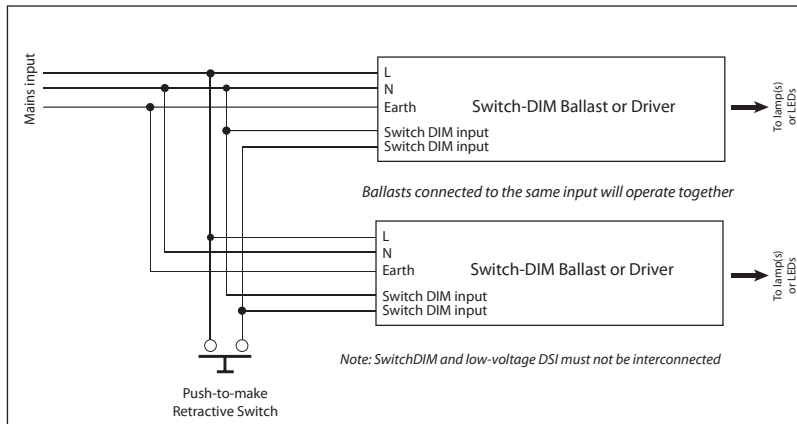 Mains input
L
N
Earth
Switch DIM input
Switch DIM input
Switch-DIM Ballast or Driver
To lamp(s)
or LEDs
Ballasts connected to the same input will operate together
L
N
Earth
Switch DIM input
Switch DIM input
Switch-DIM Ballast or Driver
To lamp(s)
or LEDs
Note: SwitchDIM and low-voltage DSI must not be interconnected
Push-to-make
Retractive Switch